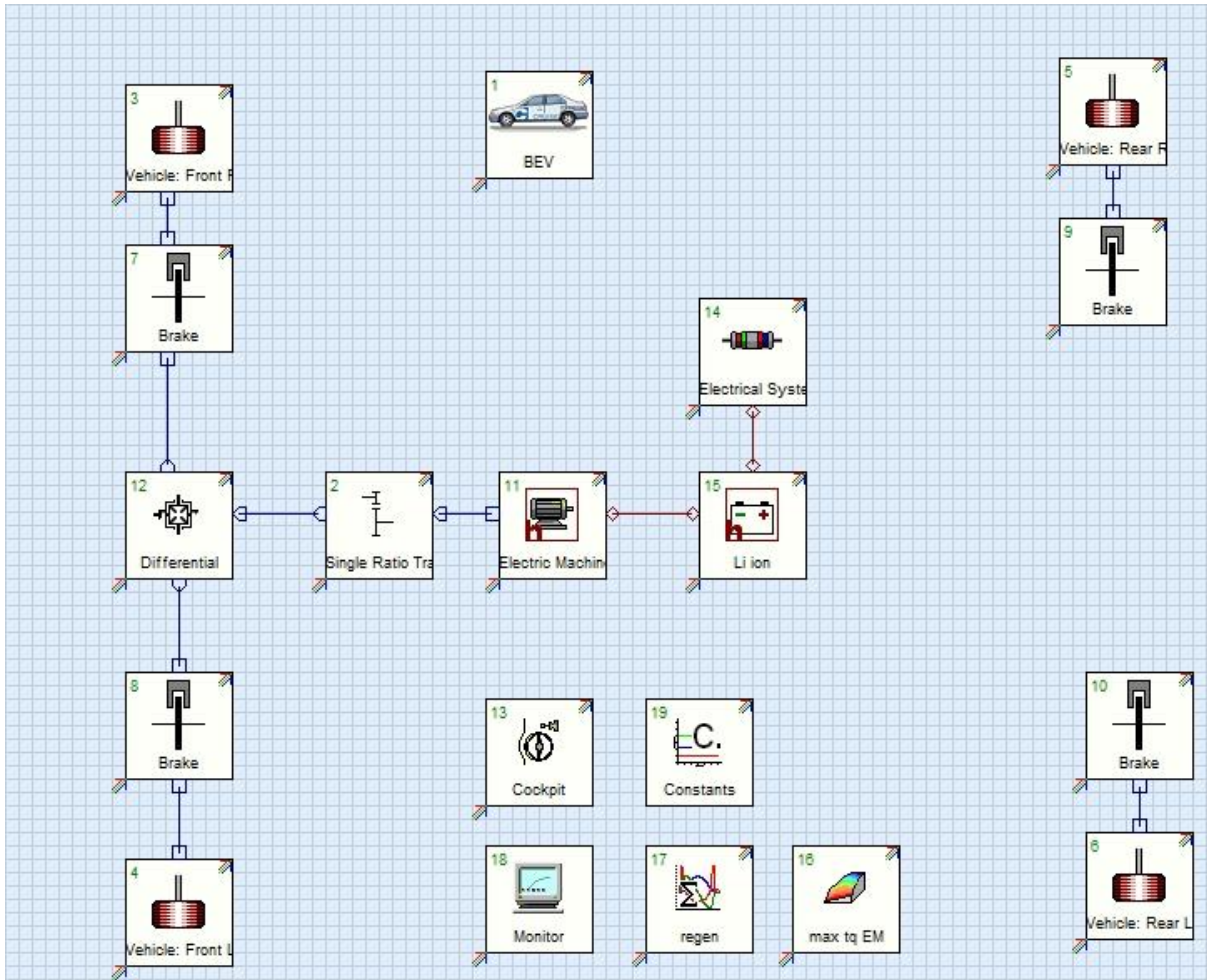 3
Vehicle: Front R
1
BEV
5
Vehicle: Rear R
7
Brake
9
Brake
14
Electrical Syste
12
Differential
2
Single Ratio Tra
11
h
Electric Machin
15
h
Li ion
8
Brake
13
Cockpit
19
C.
Constants
10
Brake
4
Vehicle: Front L
18
Monitor
17
Σ
regen
16
max tq EM
6
Vehicle: Rear L